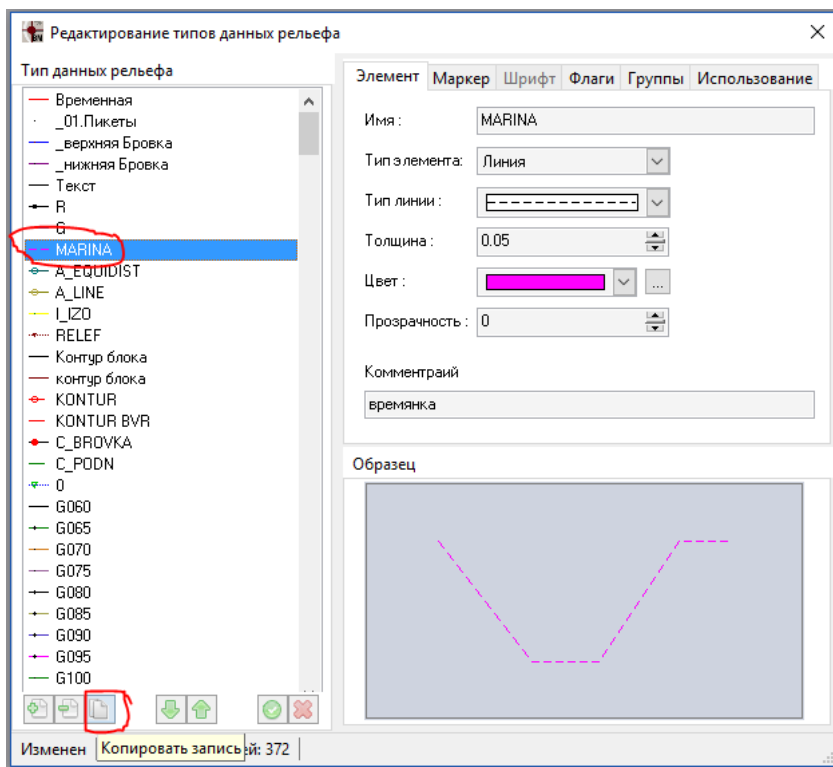 Редактирование типов данных рельефа
Тип данных рельефа
Временная
_01.Пикеты
_верхняя Бровка
_нижняя Бровка
Текст
R
G
MARINA
A_EQUIDIST
A_LINE
I_IZO
RELEF
Контур блока
контур блока
KONTUR
KONTUR BVR
C_BROVKA
C_PODN
0
G060
G065
G070
G075
G080
G085
G090
G095
G100
Элемент Маркер Шрифт Флаги Группы Использование
Имя : MARINA
Тип элемента: Линия
Тип линии :
Толщина : 0.05
Цвет : ...
Прозрачность : 0
Комментраий
времянка
Образец
Изменен Копировать запись ей: 372